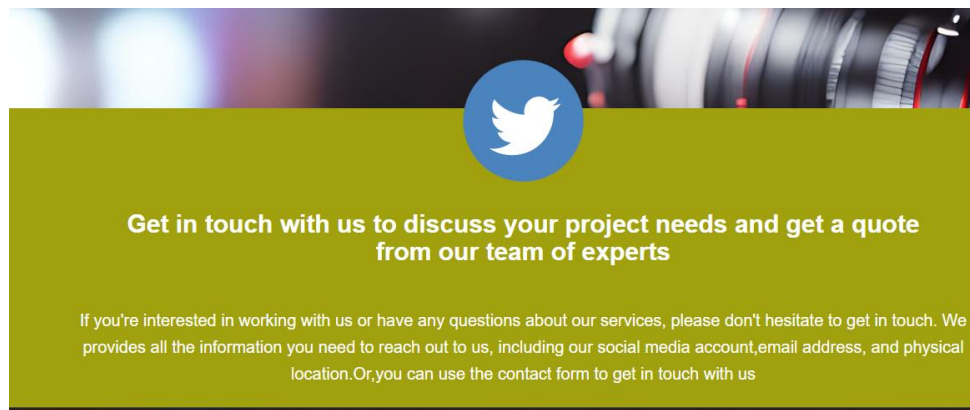 Get in touch with us to discuss your project needs and get a quote
from our team of experts
If you're interested in working with us or have any questions about our services, please don't hesitate to get in touch. We
provides all the information you need to reach out to us, including our social media account,email address, and physical
location.Or,you can use the contact form to get in touch with us